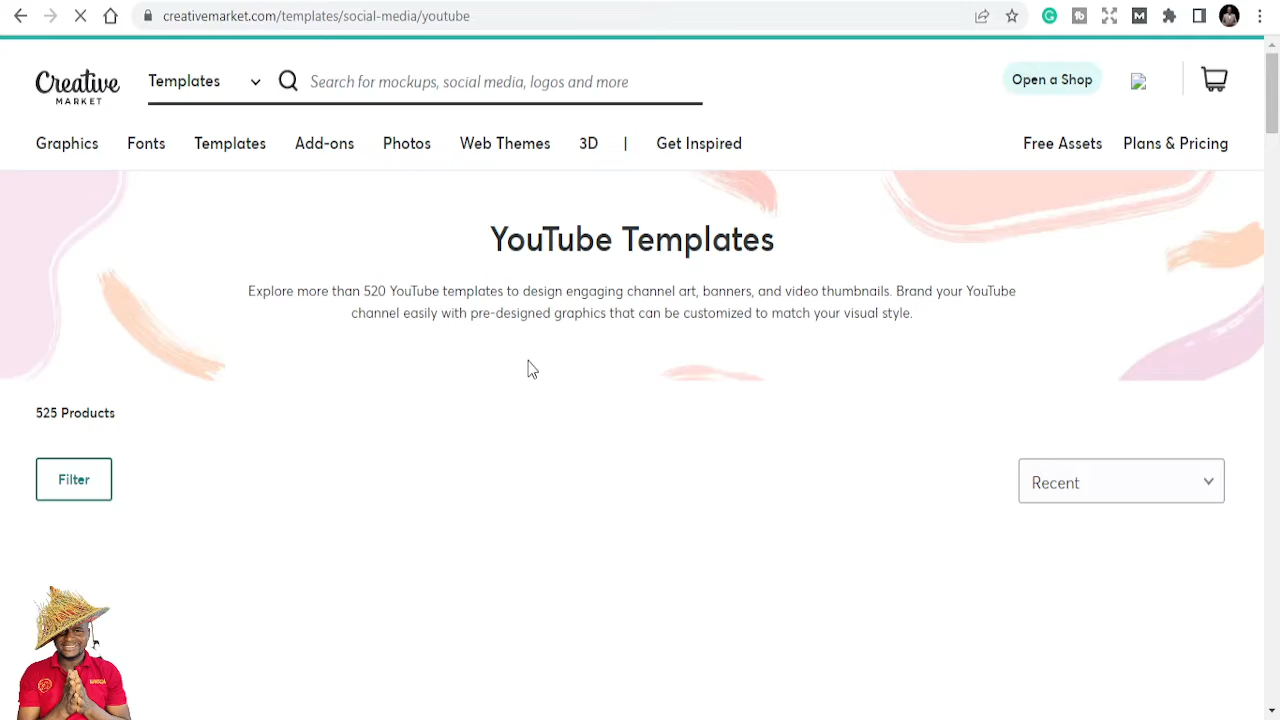 creativemarket.com/templates/social-media/youtube
Creative
MARKET
Templates
Search for mockups, social media, logos and more
Open a Shop
Graphics
Fonts
Templates
Add-ons
Photos
Web Themes
3D
|
Get Inspired
Free Assets
Plans & Pricing
YouTube Templates
Explore more than 520 YouTube templates to design engaging channel art, banners, and video thumbnails. Brand your YouTube
channel easily with pre-designed graphics that can be customized to match your visual style.
525 Products
Filter
Recent